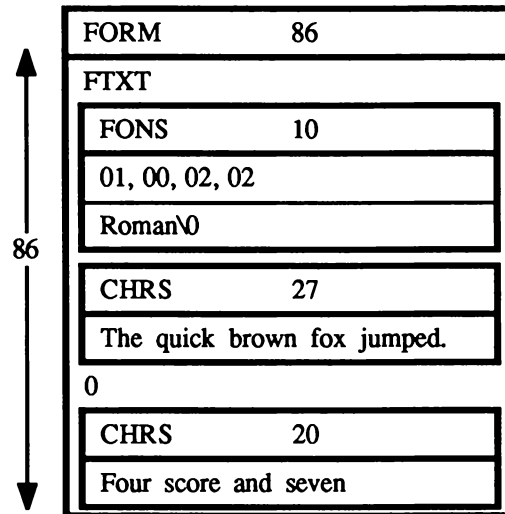 FORM 86
FTXT
FONS 10
01, 00, 02, 02
Roman\0
86
CHRS 27
The quick brown fox jumped.
0
CHRS 20
Four score and seven